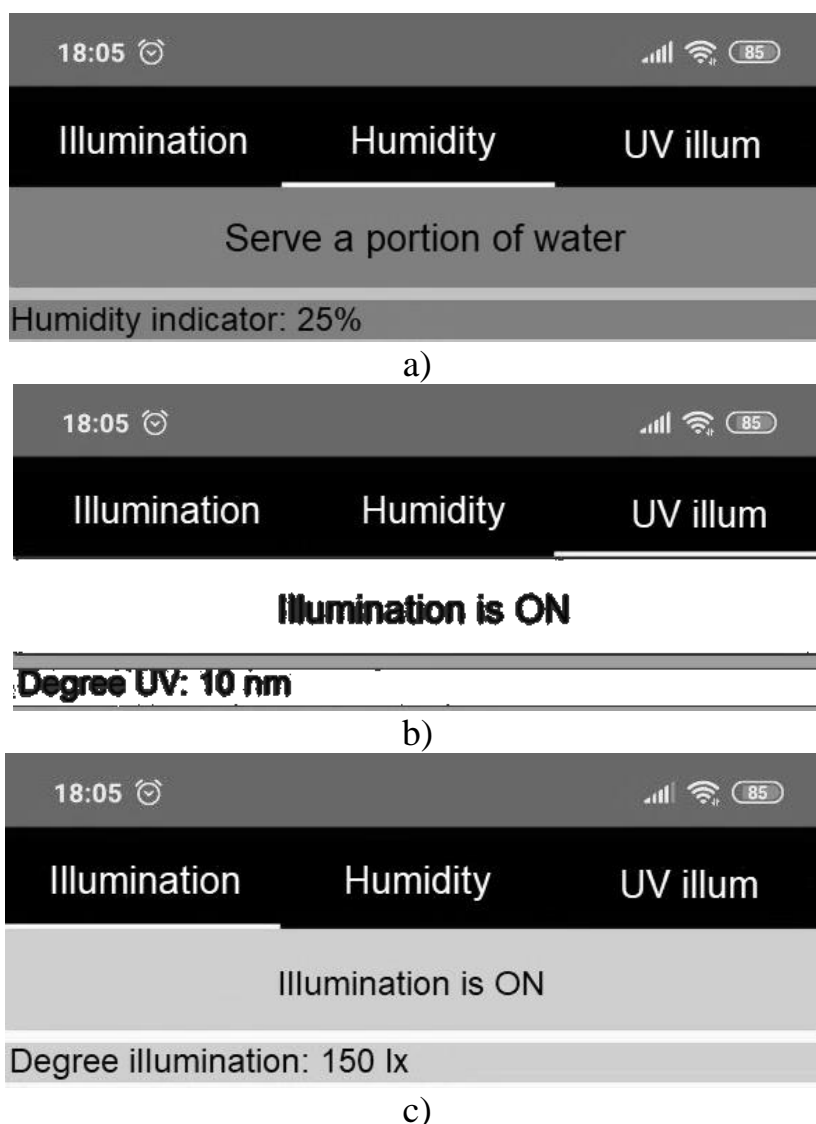 18:05 85
Illumination Humidity UV illum
Serve a portion of water
Humidity indicator: 25%
a)
18:05 85
Illumination Humidity UV illum
Illumination is ON
Degree UV: 10 nm
b)
18:05 85
Illumination Humidity UV illum
Illumination is ON
Degree illumination: 150 lx
c)